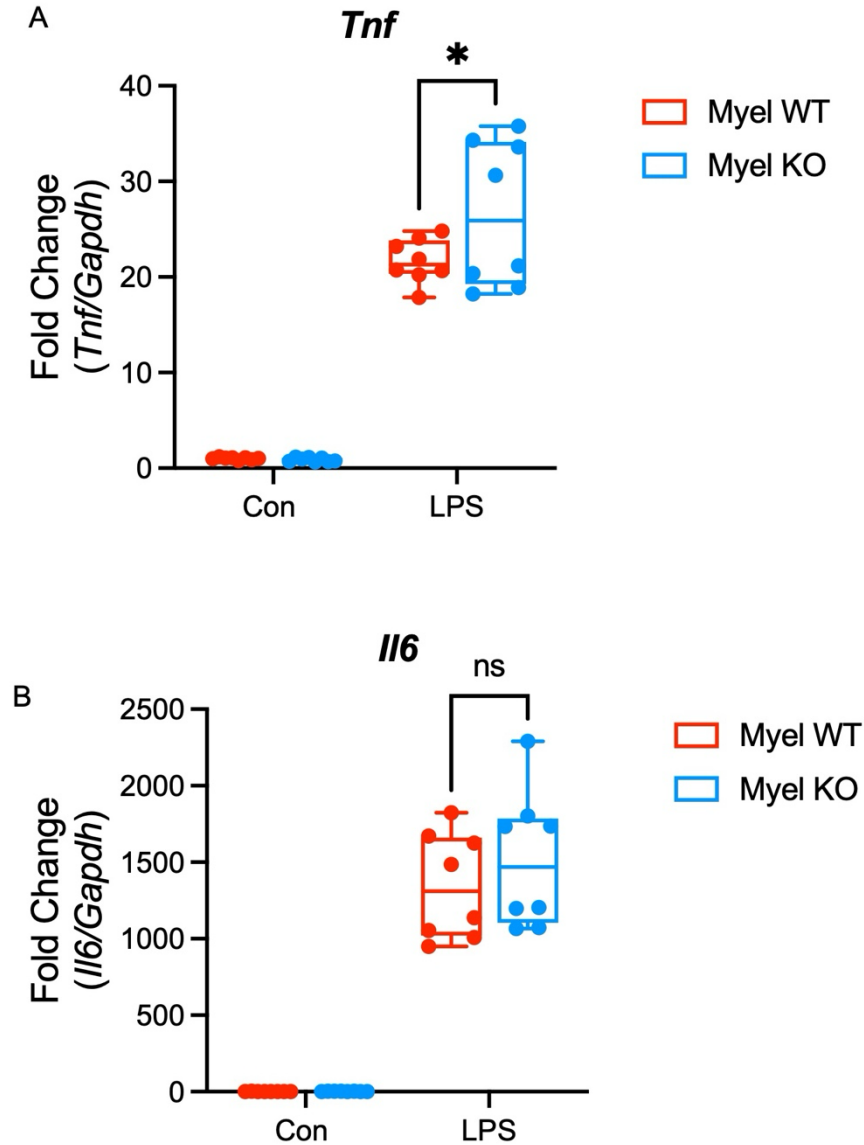 A
Tnf
*
Myel WT
Myel KO
Fold Change
(Tnf/Gapdh)
40
30
20
10
0
Con
LPS
B
Il6
ns
Myel WT
Myel KO
Fold Change
(Il6/Gapdh)
2500
2000
1500
1000
500
0
Con
LPS